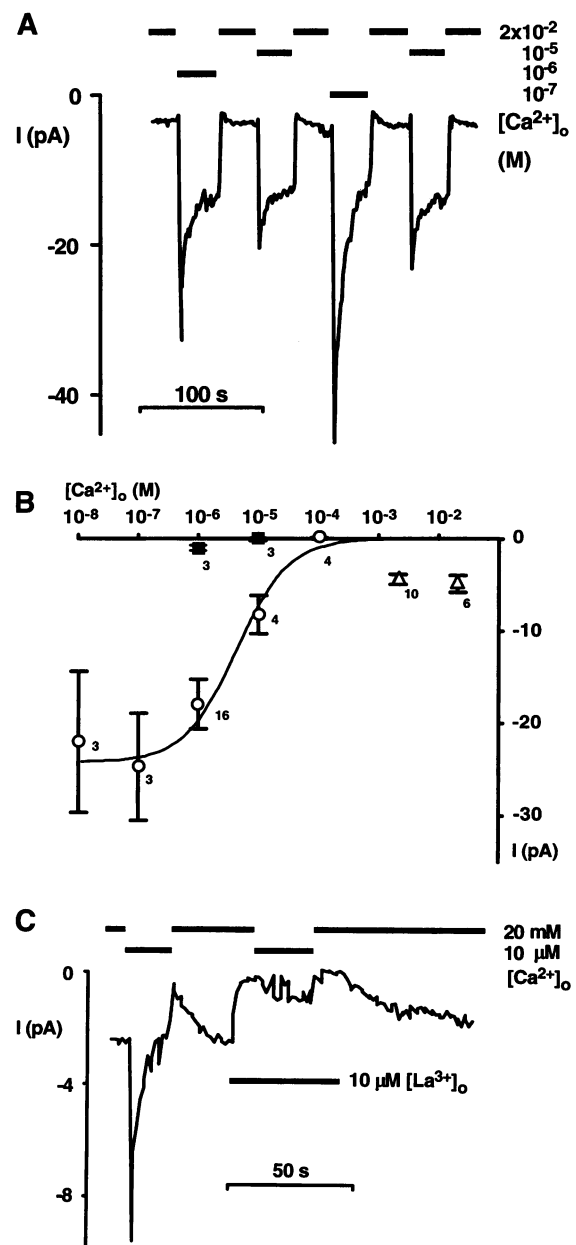 A
2x10-2
10-5
10-6
10-7
[Ca2+]o
(M)
0
I (pA)
-20
-40
100 s
B
[Ca2+]o (M)
10-8 10-7 10-6 10-5 10-4 10-3 10-2
0
3
3
4
10
6
4
-10
16
-20
3
3
-30
I (pA)
C
20 mM
10 μM
[Ca2+]o
0
I (pA)
-4
10 μM [La3+]o
50 s
-8